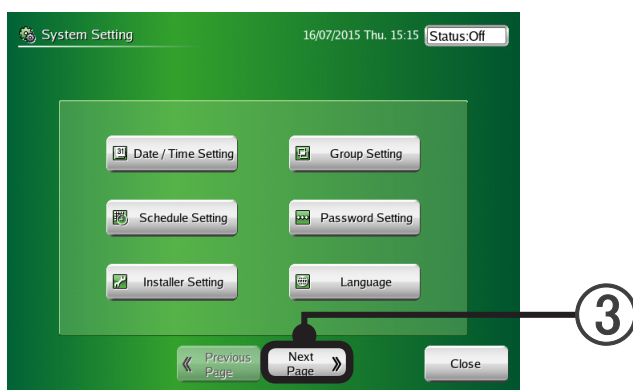 System Setting
16/07/2015 Thu. 15:15 Status:Off
31 Date / Time Setting
Group Setting
Schedule Setting
Password Setting
Installer Setting
Language
Previous
Page
Next
Page
Close
3